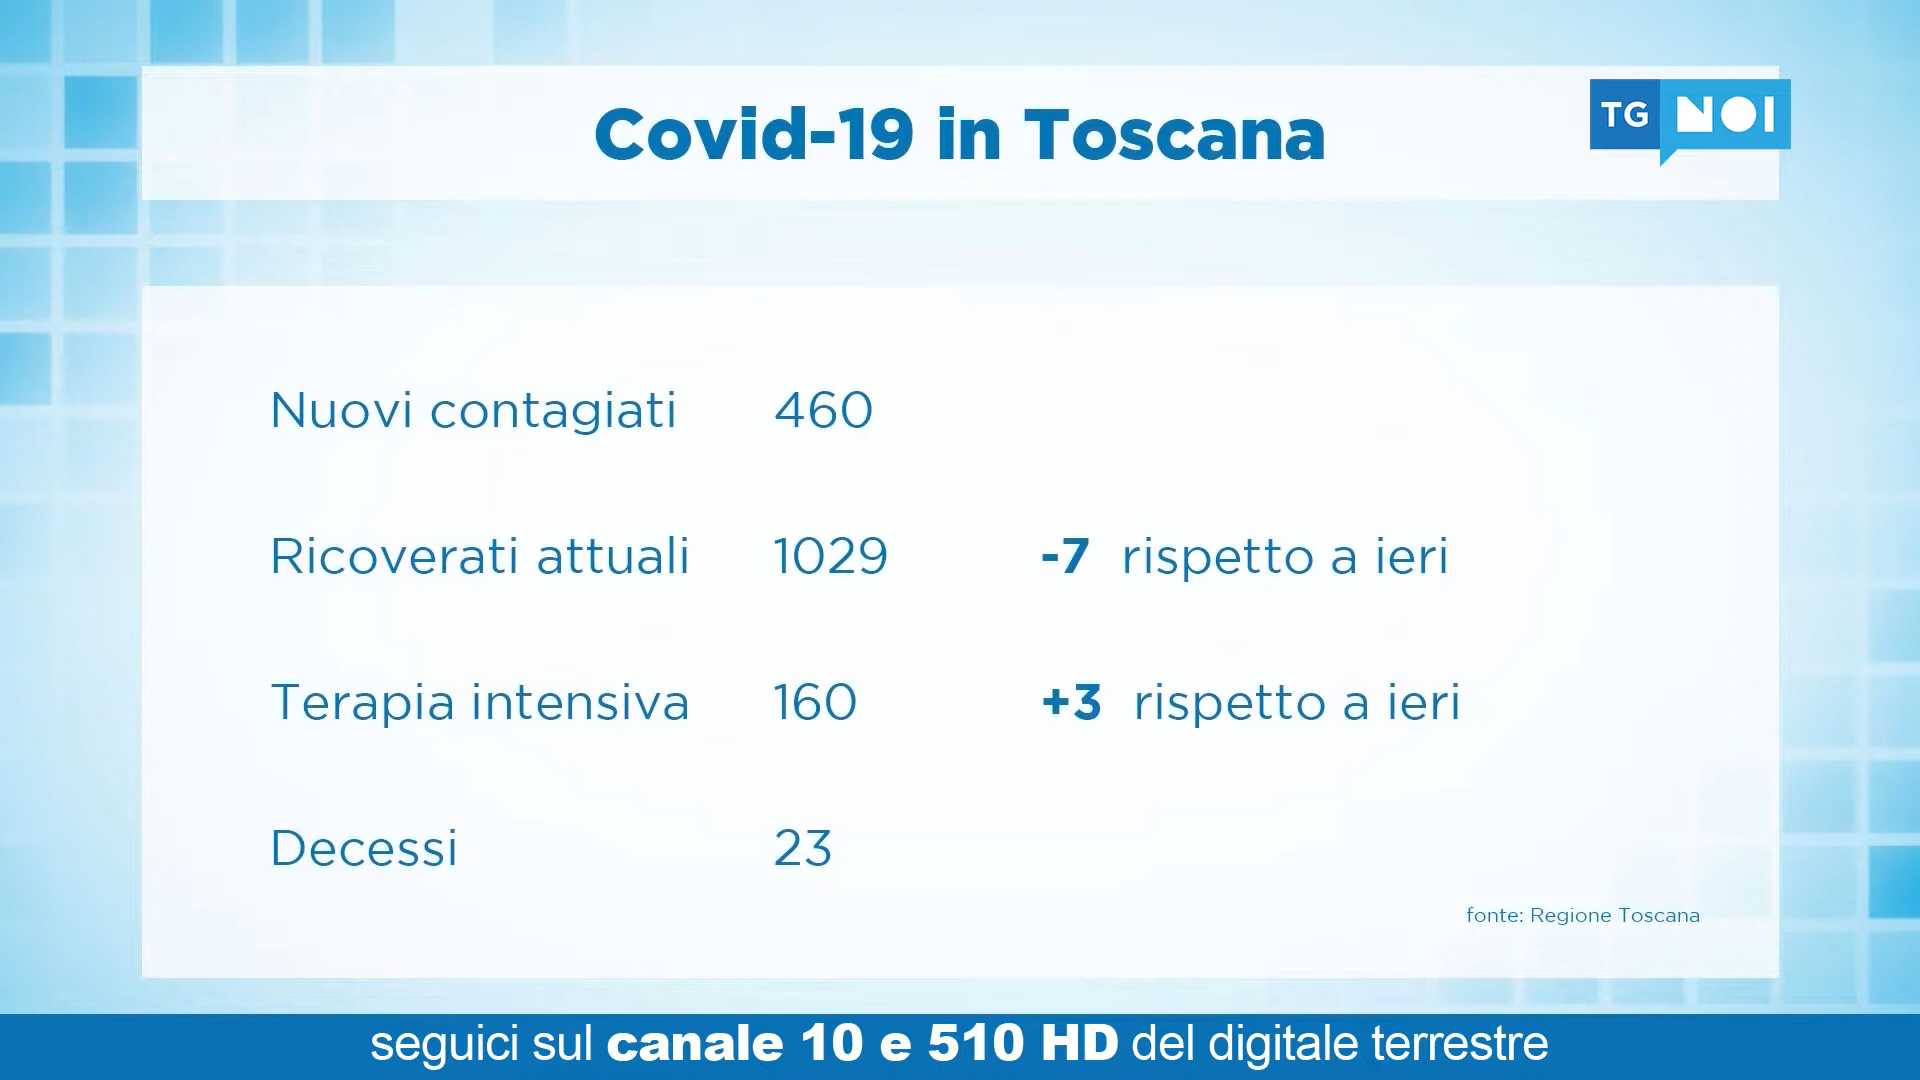 Covid-19 in Toscana
TG NOI
Nuovi contagiati 460
Ricoverati attuali 1029 -7 rispetto a ieri
Terapia intensiva 160 +3 rispetto a ieri
Decessi 23
fonte: Regione Toscana
seguici sul canale 10 e 510 HD del digitale terrestre